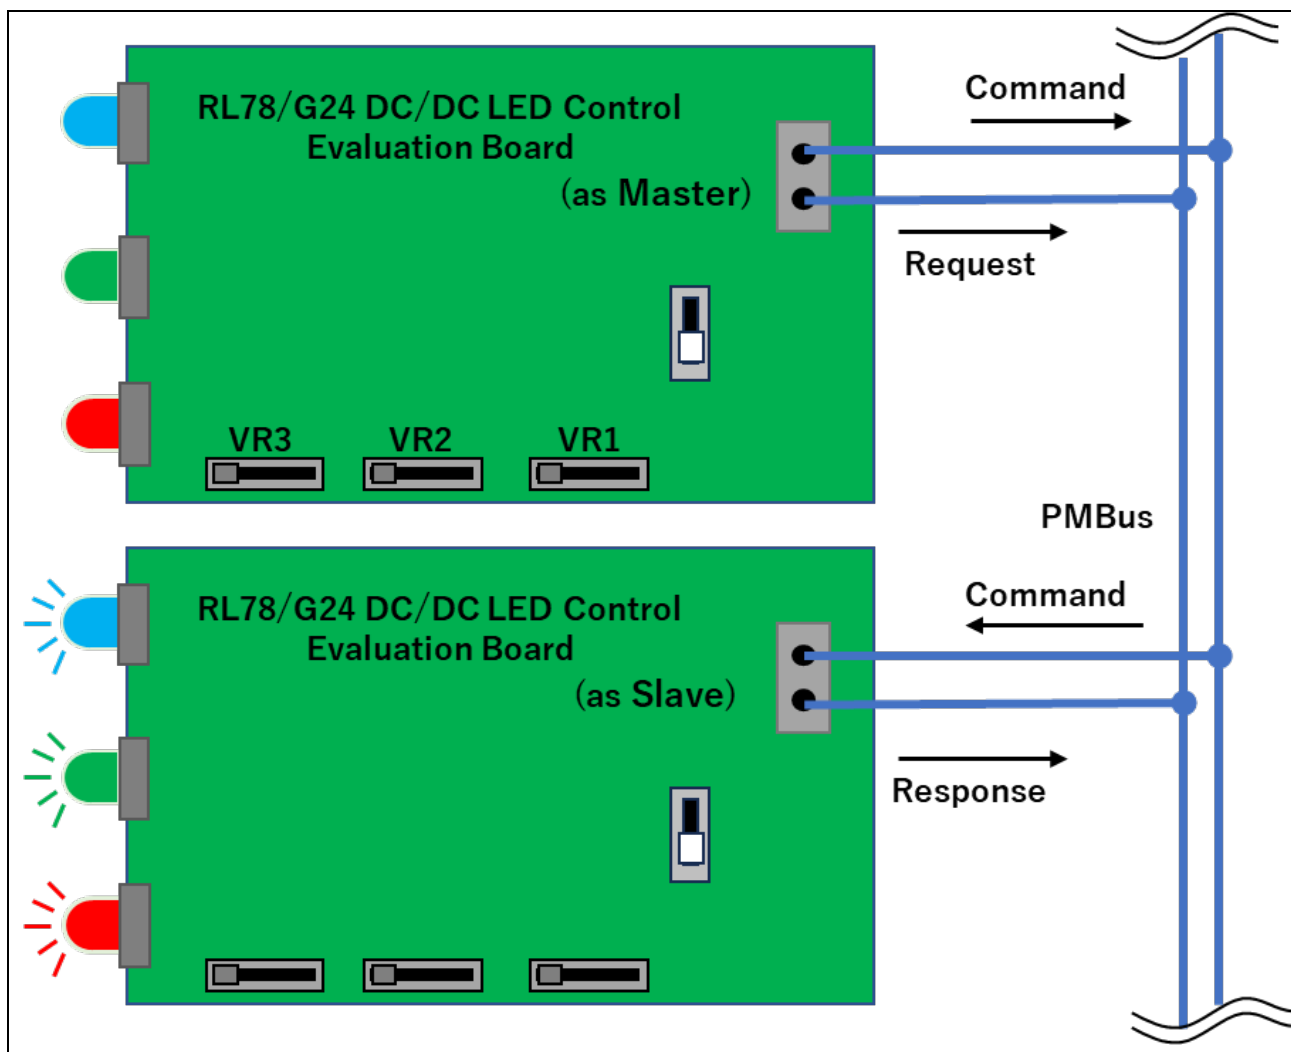 RL78/G24 DC/DC LED Control
Evaluation Board
(as Master)
Command
Request
VR3
VR2
VR1
PMBus
RL78/G24 DC/DC LED Control
Evaluation Board
(as Slave)
Command
Response